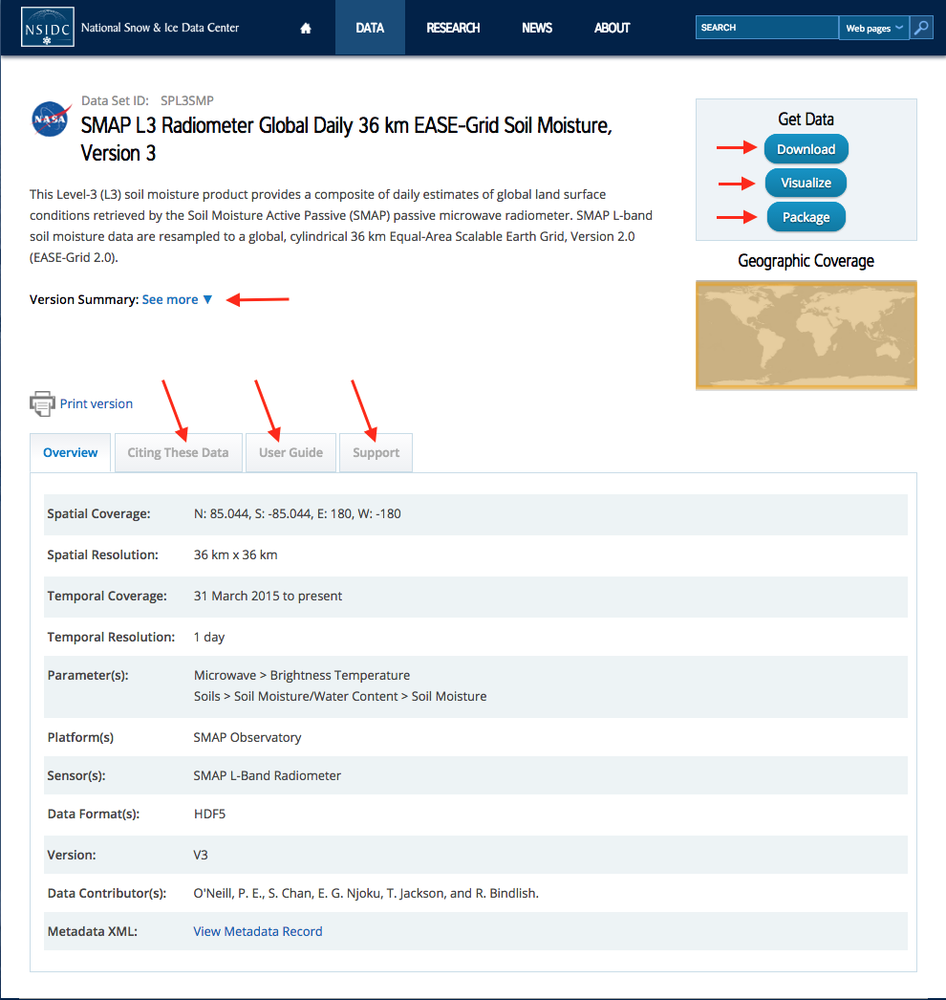 NSIDC
National Snow & Ice Data Center
DATA
RESEARCH
NEWS
ABOUT
SEARCH
Web pages
NASA
Data Set ID: SPL3SMP
SMAP L3 Radiometer Global Daily 36 km EASE-Grid Soil Moisture,
Version 3
This Level-3 (L3) soil moisture product provides a composite of daily estimates of global land surface
conditions retrieved by the Soil Moisture Active Passive (SMAP) passive microwave radiometer. SMAP L-band
soil moisture data are resampled to a global, cylindrical 36 km Equal-Area Scalable Earth Grid, Version 2.0
(EASE-Grid 2.0).
Version Summary: See more ▼
Get Data
Download
Visualize
Package
Geographic Coverage
Print version
Overview
Citing These Data
User Guide
Support
Spatial Coverage: N: 85.044, S: -85.044, E: 180, W: -180
Spatial Resolution: 36 km x 36 km
Temporal Coverage: 31 March 2015 to present
Temporal Resolution: 1 day
Parameter(s): Microwave > Brightness Temperature
Soils > Soil Moisture/Water Content > Soil Moisture
Platform(s) SMAP Observatory
Sensor(s): SMAP L-Band Radiometer
Data Format(s): HDF5
Version: V3
Data Contributor(s): O'Neill, P. E., S. Chan, E. G. Njoku, T. Jackson, and R. Bindlish.
Metadata XML: View Metadata Record